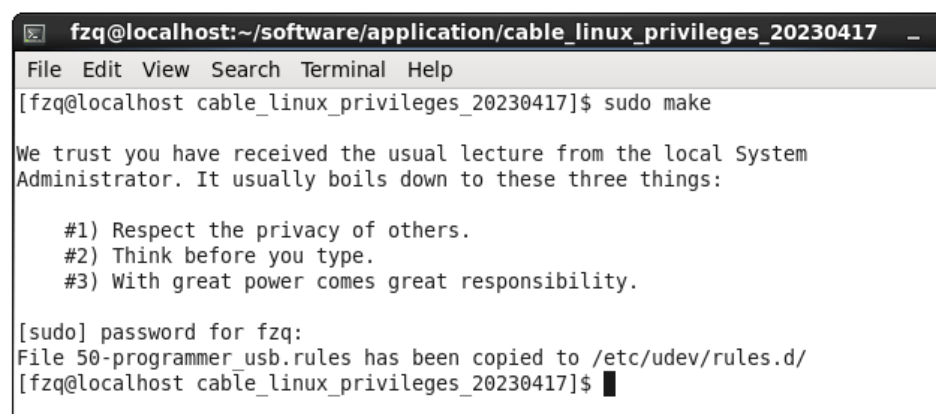 fzq@localhost:~/software/application/cable_linux_privileges_20230417
File Edit View Search Terminal Help
[fzq@localhost cable_linux_privileges_20230417]$ sudo make
We trust you have received the usual lecture from the local System
Administrator. It usually boils down to these three things:
#1) Respect the privacy of others.
#2) Think before you type.
#3) With great power comes great responsibility.
[sudo] password for fzq:
File 50-programmer_usb.rules has been copied to /etc/udev/rules.d/
[fzq@localhost cable_linux_privileges_20230417]$